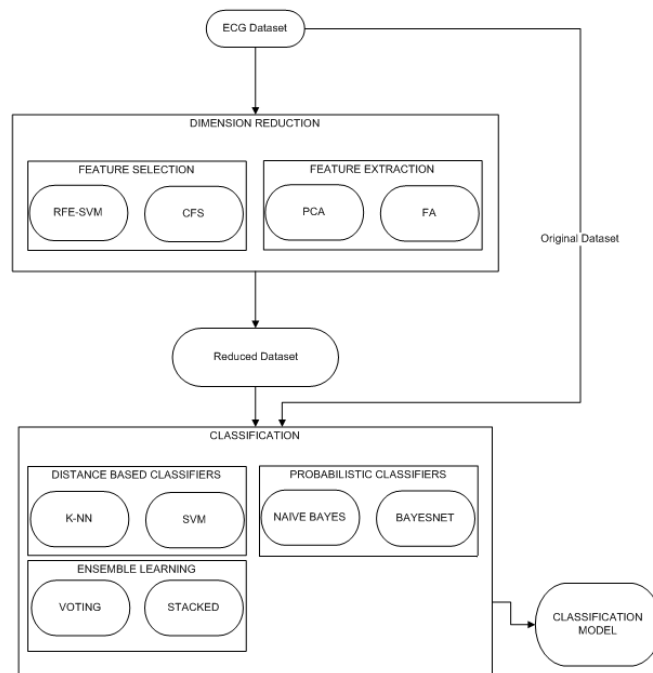 ECG Dataset
DIMENSION REDUCTION
FEATURE SELECTION
FEATURE EXTRACTION
RFE-SVM
CFS
PCA
FA
Original Dataset
Reduced Dataset
CLASSIFICATION
DISTANCE BASED CLASSIFIERS
PROBABILISTIC CLASSIFIERS
K-NN
SVM
NAIVE BAYES
BAYESNET
ENSEMBLE LEARNING
VOTING
STACKED
CLASSIFICATION
MODEL